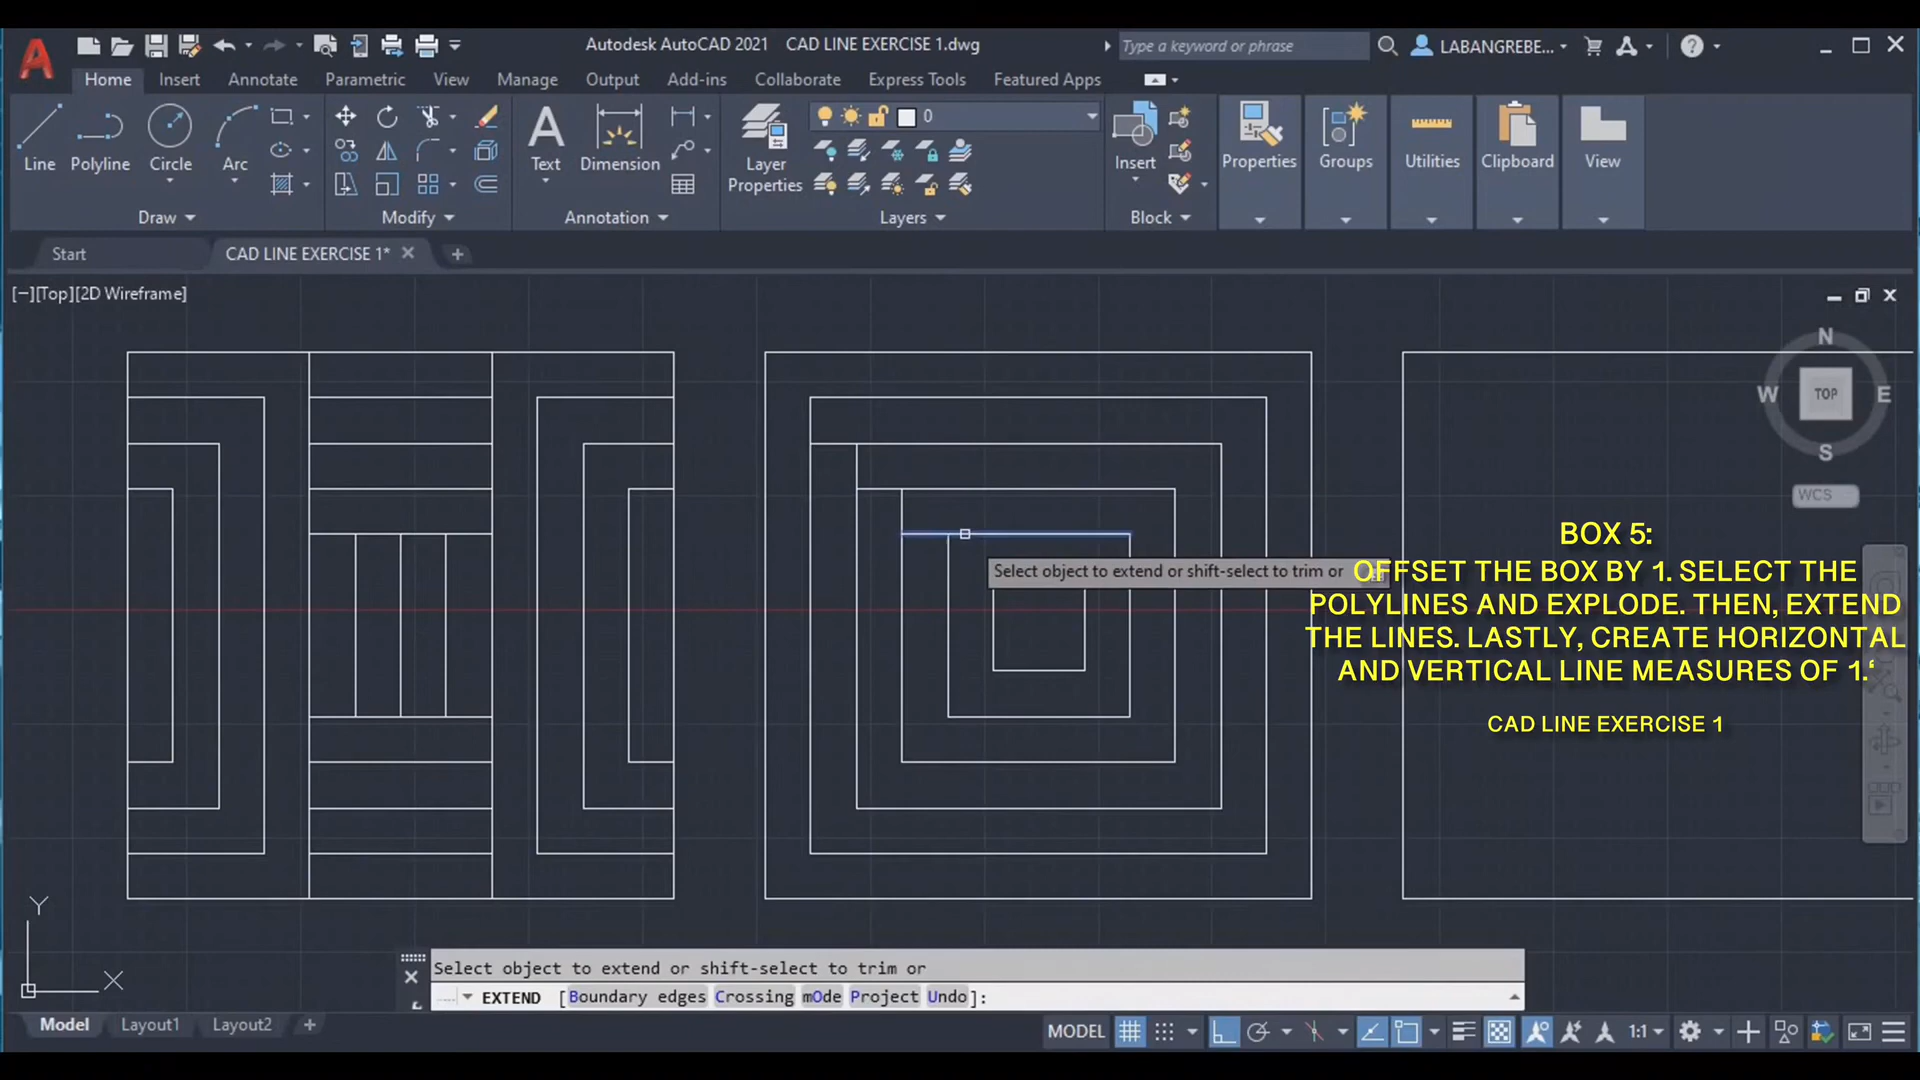 Autodesk AutoCAD 2021 CAD LINE EXERCISE 1.dwg
Type a keyword or phrase
LABANGREBE...
Home Insert Annotate Parametric View Manage Output Add-ins Collaborate Express Tools Featured Apps
Line Polyline Circle Arc
Text Dimension
Layer Properties
0
Insert Properties Groups Utilities Clipboard View
Draw Modify Annotation Layers Block
Start CAD LINE EXERCISE 1*
[−][Top][2D Wireframe]
N
W TOP E
S
WCS
Select object to extend or shift-select to trim or
BOX 5:
OFFSET THE BOX BY 1. SELECT THE
POLYLINES AND EXPLODE. THEN, EXTEND
THE LINES. LASTLY, CREATE HORIZONTAL
AND VERTICAL LINE MEASURES OF 1.‘
CAD LINE EXERCISE 1
Y
X
Select object to extend or shift-select to trim or
EXTEND [Boundary edges Crossing mOde Project Undo]:
Model Layout1 Layout2
MODEL 1:1